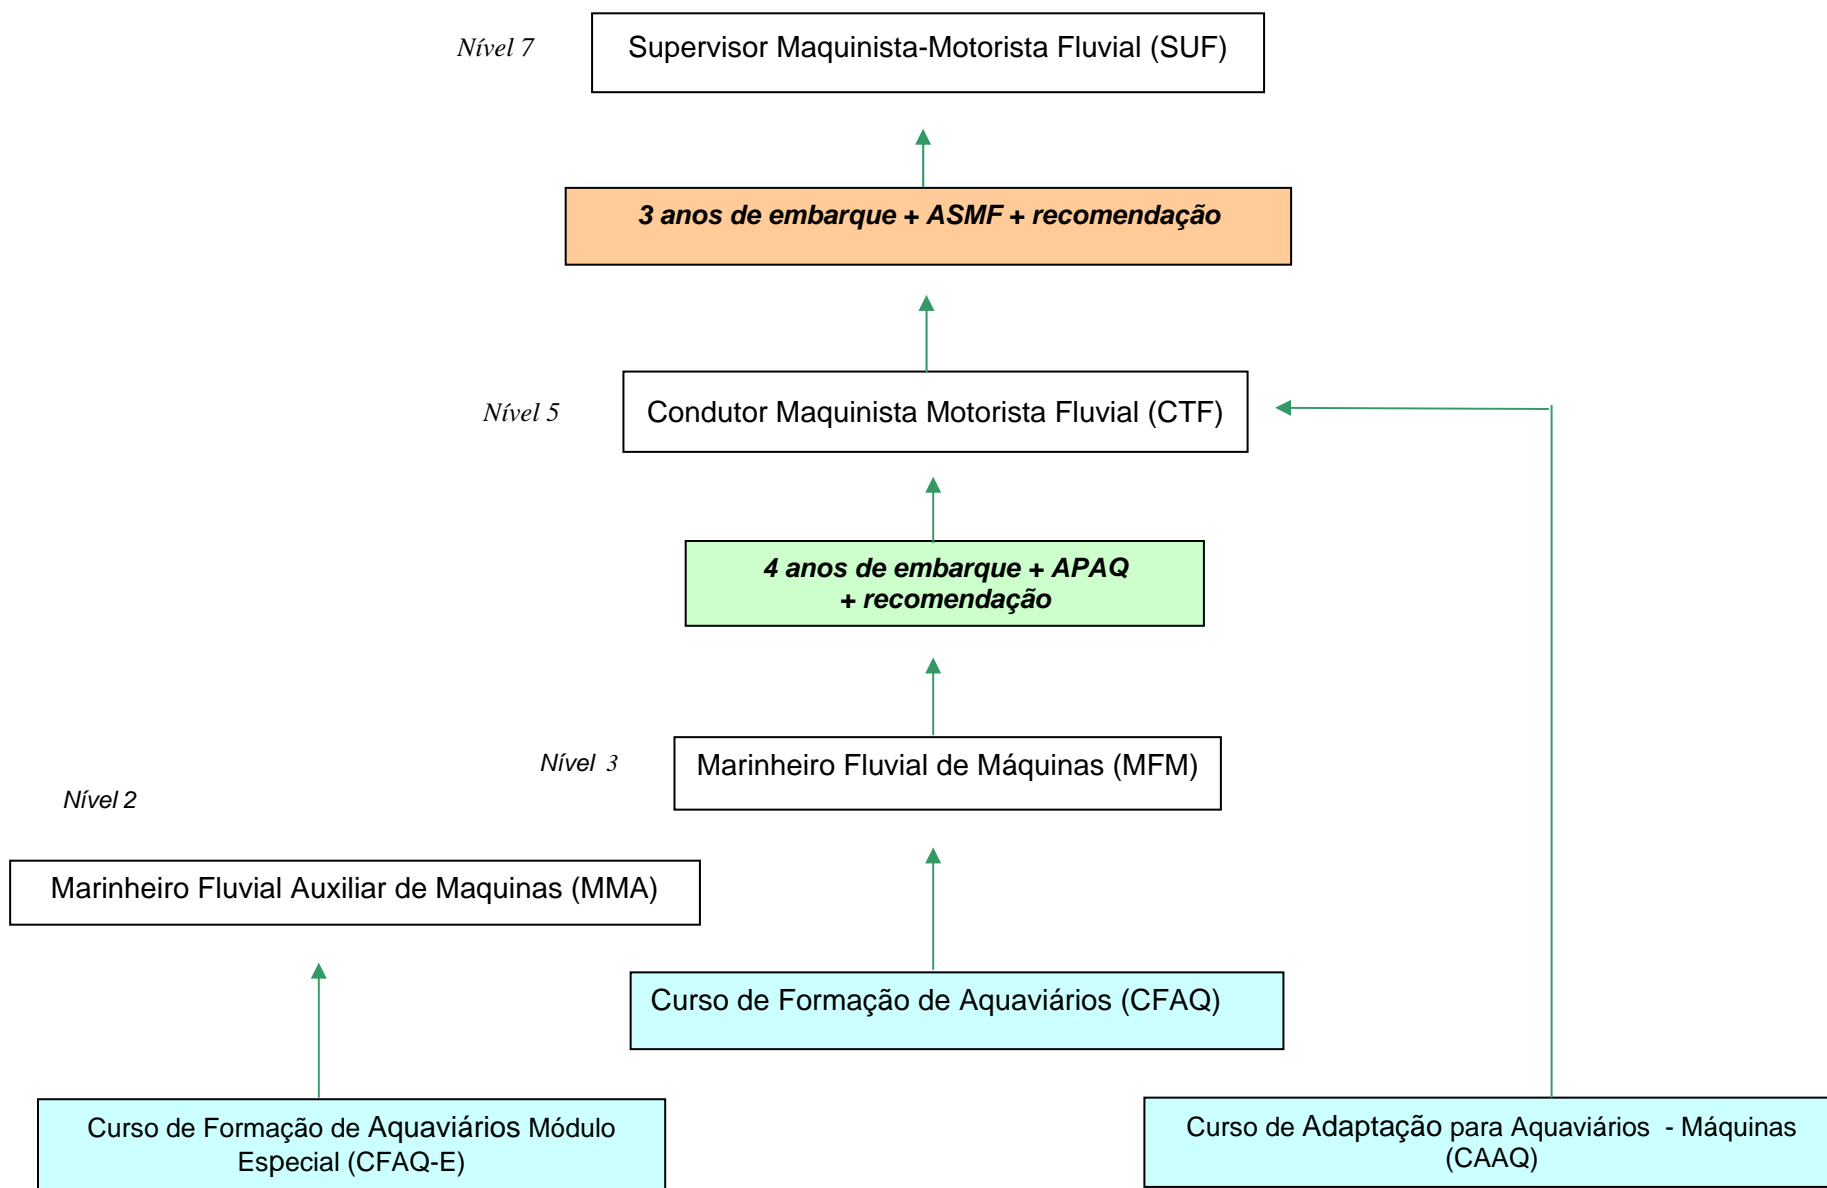 Nível 7
Supervisor Maquinista-Motorista Fluvial (SUF)
3 anos de embarque + ASMF + recomendação
Nível 5
Condutor Maquinista Motorista Fluvial (CTF)
4 anos de embarque + APAQ
+ recomendação
Nível 3
Marinheiro Fluvial de Máquinas (MFM)
Nível 2
Marinheiro Fluvial Auxiliar de Maquinas (MMA)
Curso de Formação de Aquaviários (CFAQ)
Curso de Formação de Aquaviários Módulo
Especial (CFAQ-E)
Curso de Adaptação para Aquaviários - Máquinas
(CAAQ)